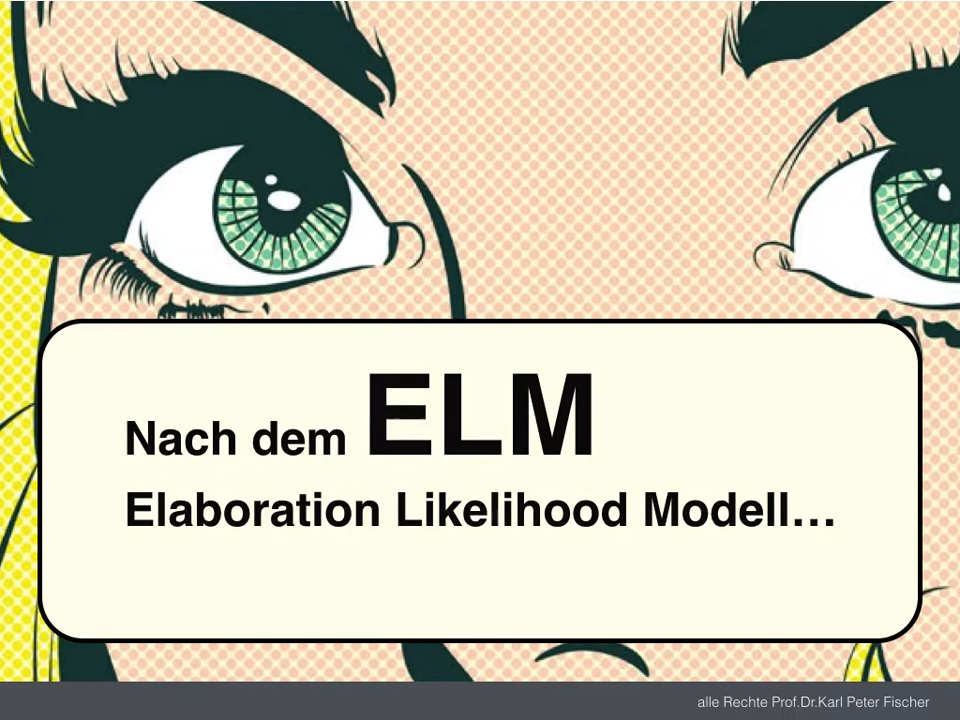 Nach dem ELM
Elaboration Likelihood Modell…
alle Rechte Prof.Dr.Karl Peter Fischer